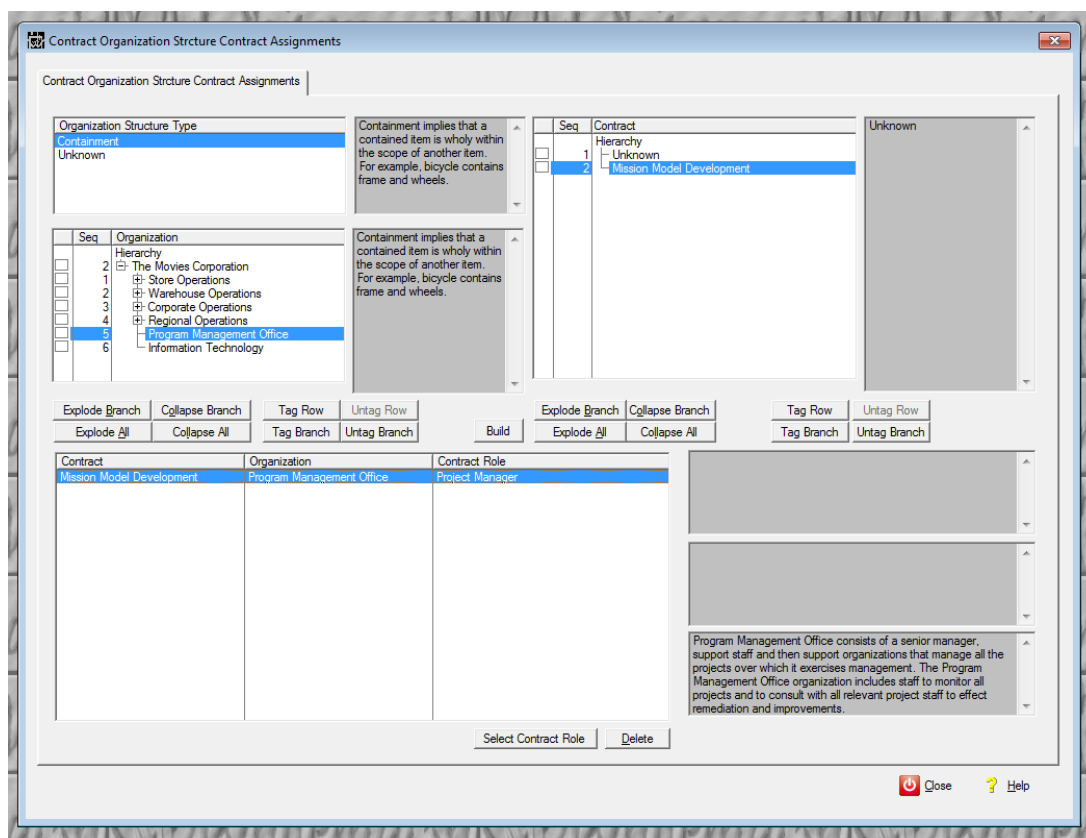 Contract Organization Strcture Contract Assignments
Contract Organization Strcture Contract Assignments
Organization Structure Type
Containment
Unknown
Containment implies that a
contained item is wholy within
the scope of another item.
For example, bicycle contains
frame and wheels.
Seq Contract
Hierarchy
1 Unknown
2 Mission Model Development
Unknown
Seq Organization
Hierarchy
2 The Movies Corporation
1 Store Operations
2 Warehouse Operations
3 Corporate Operations
4 Regional Operations
5 Program Management Office
6 Information Technology
Containment implies that a
contained item is wholy within
the scope of another item.
For example, bicycle contains
frame and wheels.
Explode Branch Collapse Branch Tag Row Untag Row
Explode All Collapse All Tag Branch Untag Branch
Build
Explode Branch Collapse Branch Tag Row Untag Row
Explode All Collapse All Tag Branch Untag Branch
Contract Organization Contract Role
Mission Model Development Program Management Office Project Manager
Program Management Office consists of a senior manager,
support staff and then support organizations that manage all the
projects over which it exercises management. The Program
Management Office organization includes staff to monitor all
projects and to consult with all relevant project staff to effect
remediation and improvements.
Select Contract Role Delete
Close Help